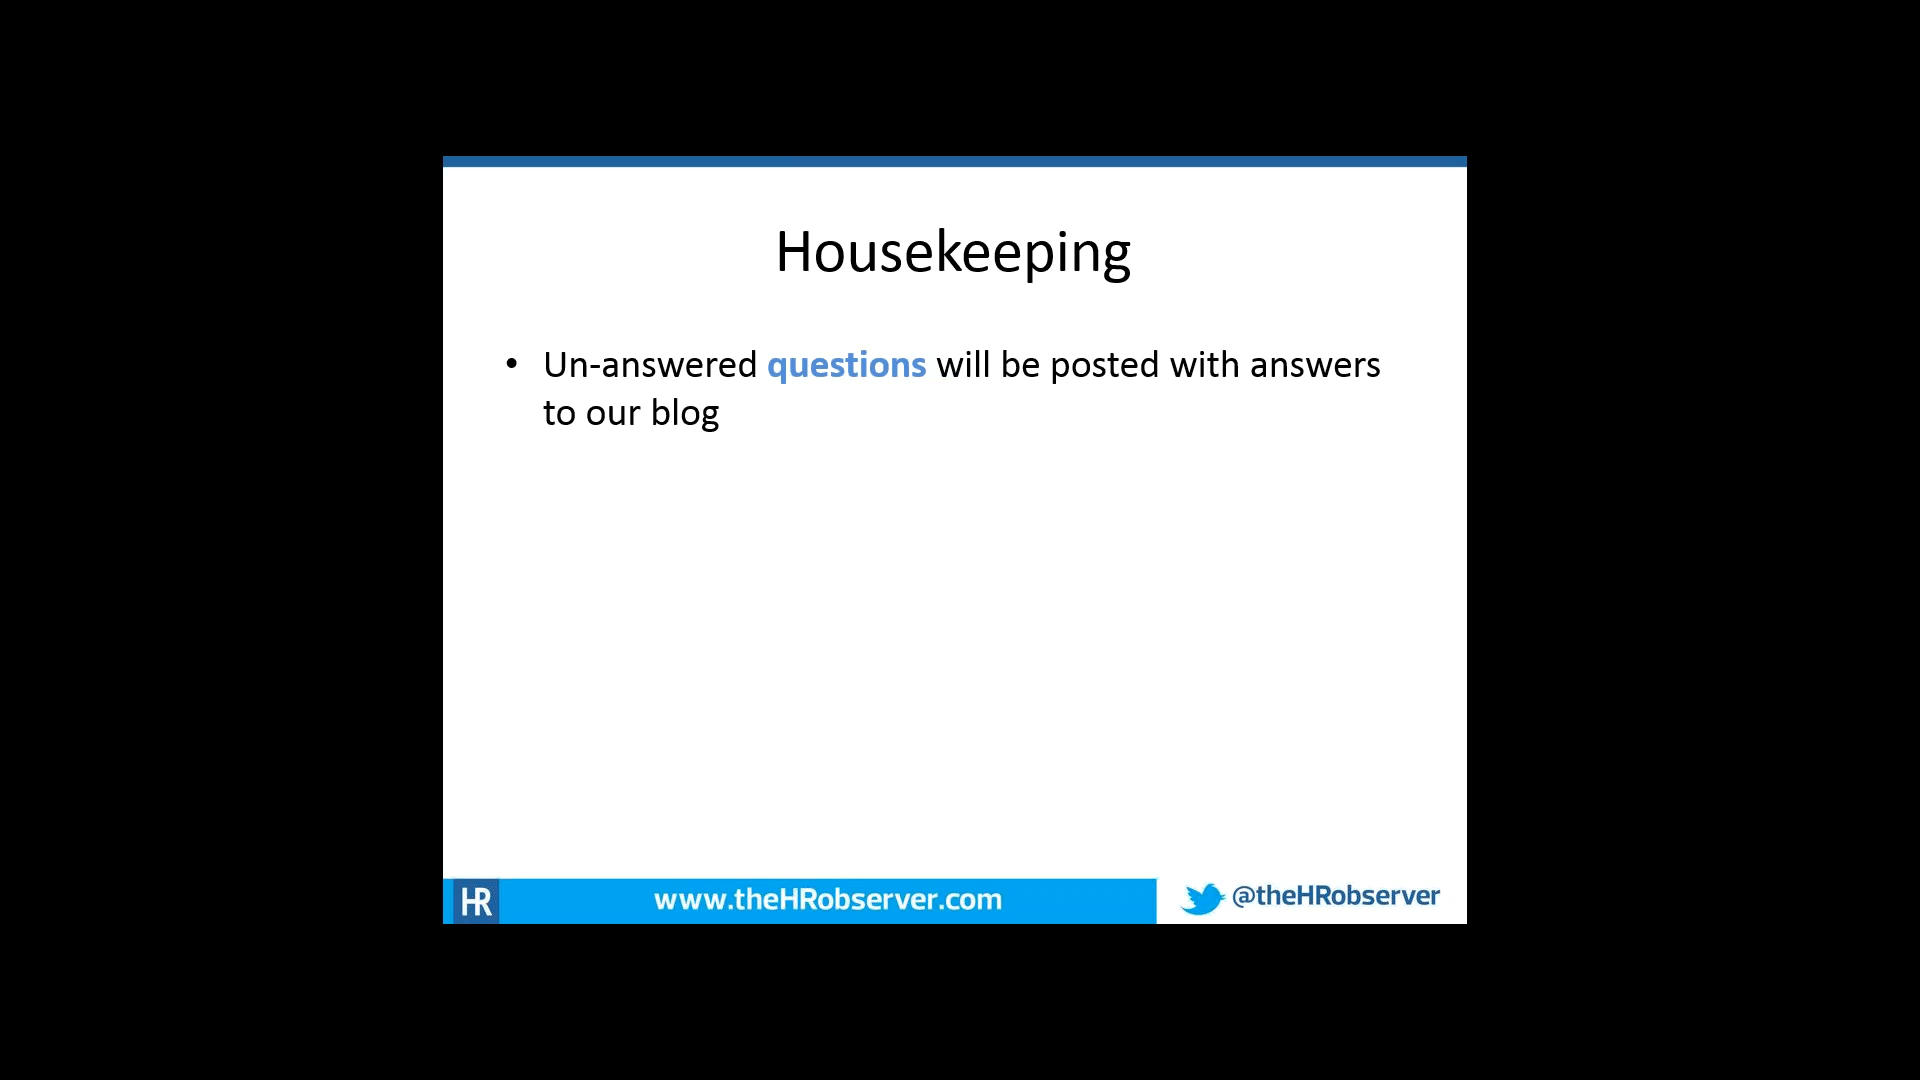 Housekeeping
• Un-answered questions will be posted with answers
to our blog
HR
www.theHRobserver.com
@theHRobserver